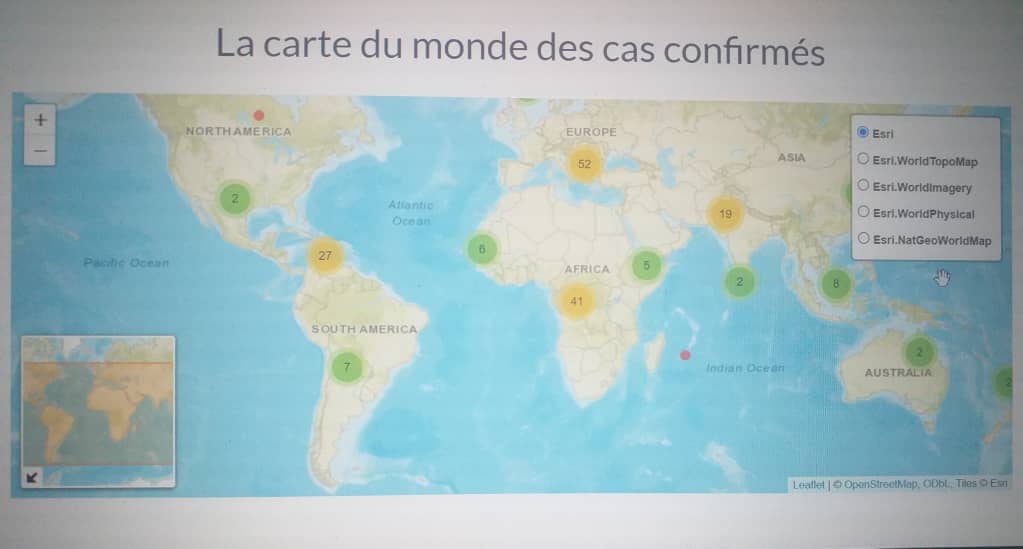 La carte du monde des cas confirmés
+
−
NORTH AMERICA
EUROPE
ASIA
52
2
Atlantic
Ocean
19
6
27
Pacific Ocean
AFRICA
5
2
8
41
SOUTH AMERICA
7
Indian Ocean
2
AUSTRALIA
2
Esri
Esri.WorldTopoMap
Esri.WorldImagery
Esri.WorldPhysical
Esri.NatGeoWorldMap
Leaflet | © OpenStreetMap, ODbL, Tiles © Esri